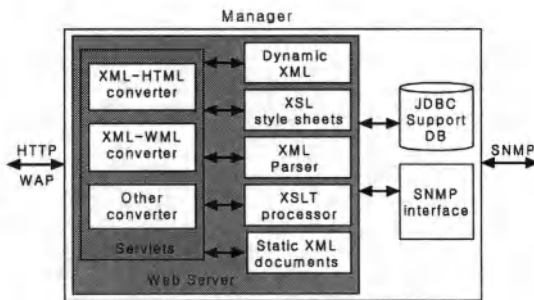 Manager
HTTP
WAP
XML-HTML
converter
XML-WML
converter
Other
converter
Servlets
Web Server
Dynamic
XML
XSL
style sheets
XML
Parser
XSLT
processor
Static XML
documents
JDBC
Support
DB
SNMP
interface
SNMP